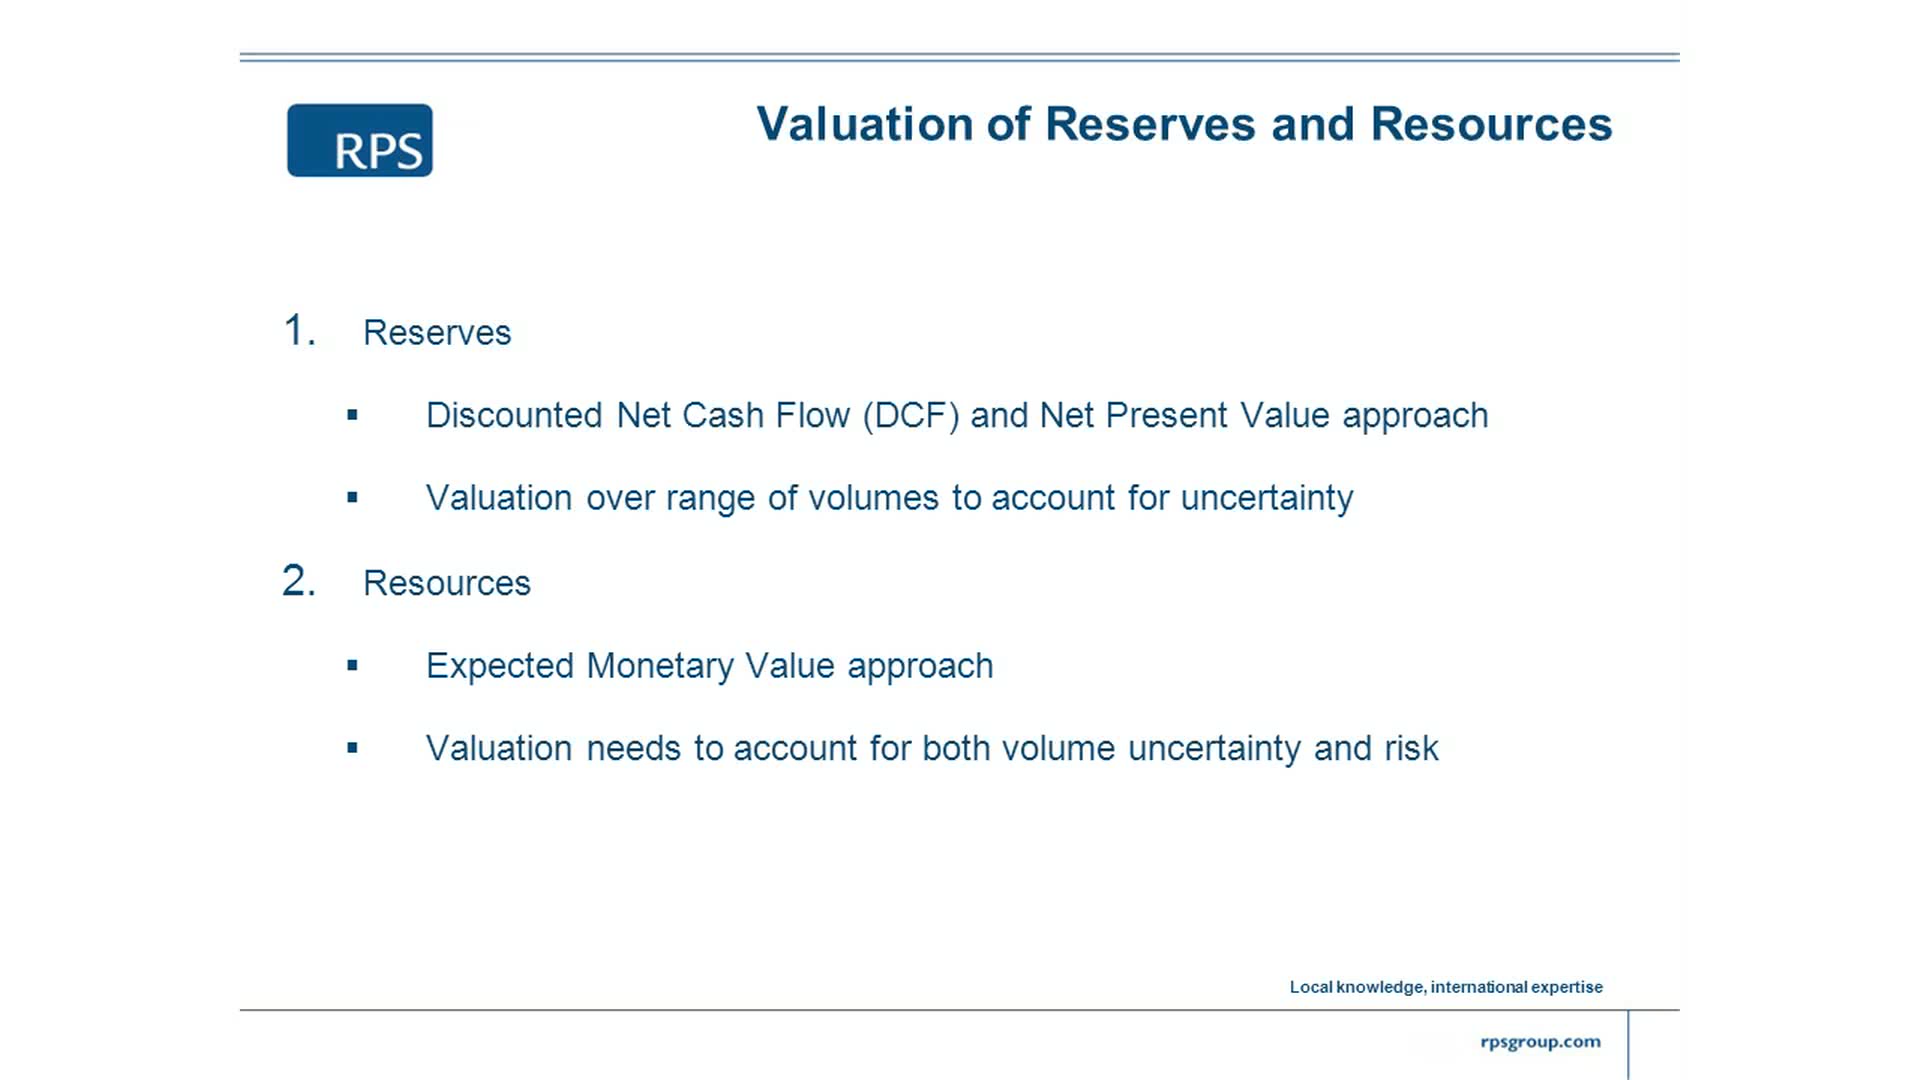 RPS
Valuation of Reserves and Resources
1. Reserves
▪ Discounted Net Cash Flow (DCF) and Net Present Value approach
▪ Valuation over range of volumes to account for uncertainty
2. Resources
▪ Expected Monetary Value approach
▪ Valuation needs to account for both volume uncertainty and risk
Local knowledge, international expertise
rpsgroup.com